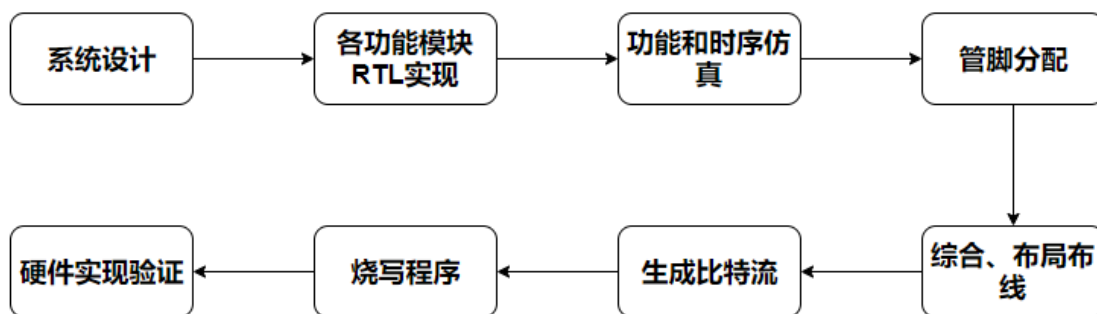 系统设计
各功能模块
RTL实现
功能和时序仿
真
管脚分配
硬件实现验证
烧写程序
生成比特流
综合、布局布
线